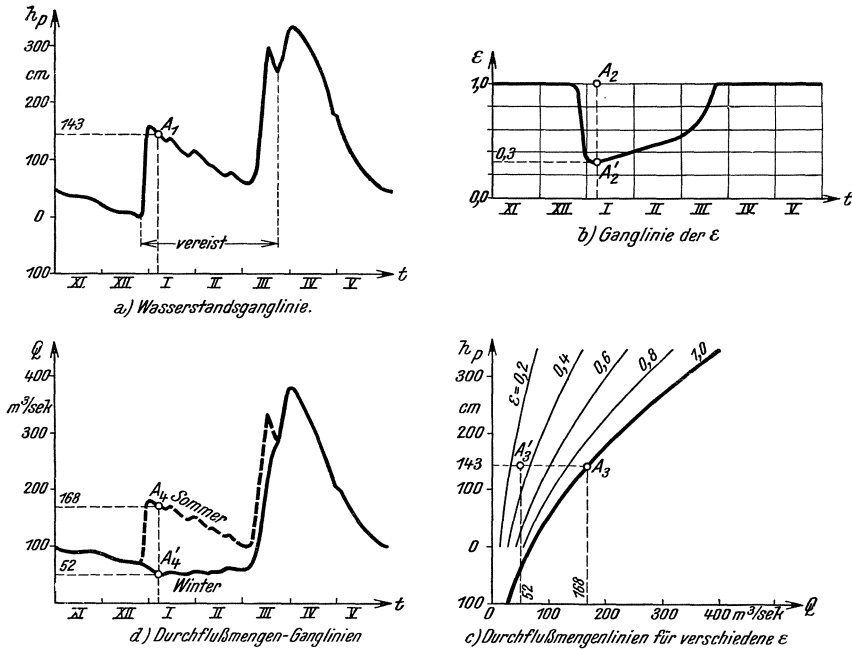 hp
300
cm
200
143
100
0
100
A1
vereist
XI XII I II III IV V t
a) Wasserstandsganglinie.
ε
1,0
0,3
0,0
A2
A2'
XI XII I II III IV V t
b) Ganglinie der ε
Q
400
m³/sek
300
200
168
100
52
A4 Sommer
A4'
Winter
XI XII I II III IV V t
d) Durchflußmengen-Ganglinien
hp
300
cm
200
143
100
0
100
ε=0,2 0,4 0,6 0,8 1,0
A3' A3
52 168
0 100 200 300 400 m³/sek Q
c) Durchflußmengenlinien für verschiedene ε